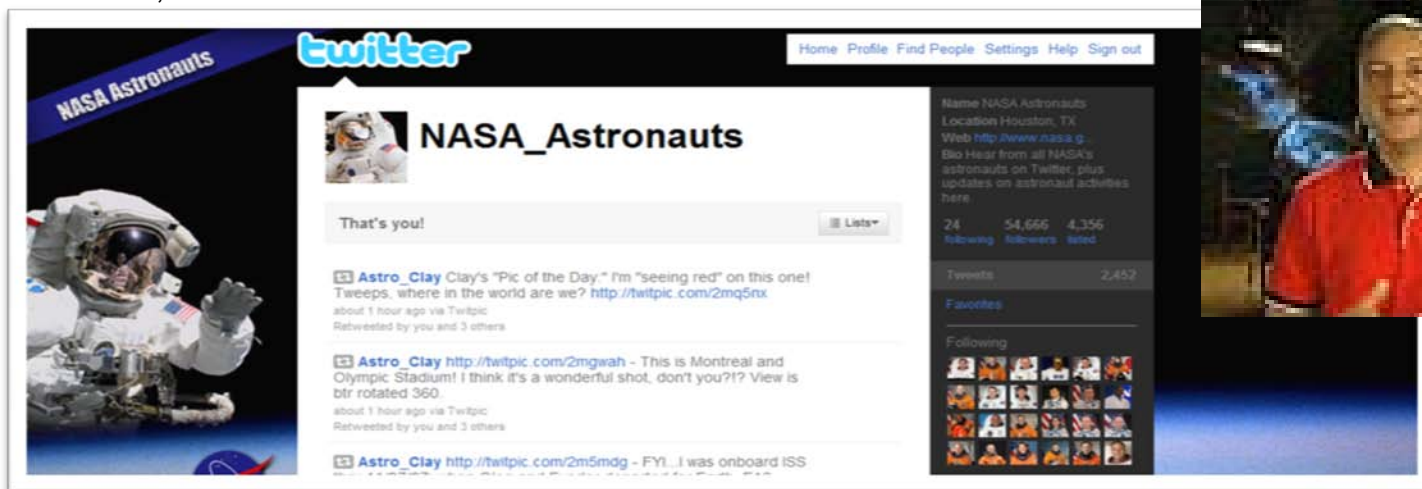 NASA Astronauts
twitter
Home Profile Find People Settings Help Sign out
NASA_Astronauts
That's you!
Lists
Astro_Clay Clay's "Pic of the Day." I'm "seeing red" on this one!
Tweeps, where in the world are we? http://twitpic.com/2mq5nx
about 1 hour ago via Twitpic
Retweeted by you and 3 others
Astro_Clay http://twitpic.com/2mgwah - This is Montreal and
Olympic Stadium! I think it's a wonderful shot, don't you?!? View is
btr rotated 360.
about 1 hour ago via Twitpic
Retweeted by you and 3 others
Astro_Clay http://twitpic.com/2m5mdg - FYI...I was onboard ISS
Name NASA Astronauts
Location Houston, TX
Web http://www.nasa.g...
Bio Hear from all NASA's
astronauts on Twitter, plus
updates on astronaut activities
here.
24 54,666 4,356
following followers listed
Tweets 2,452
Favorites
Following